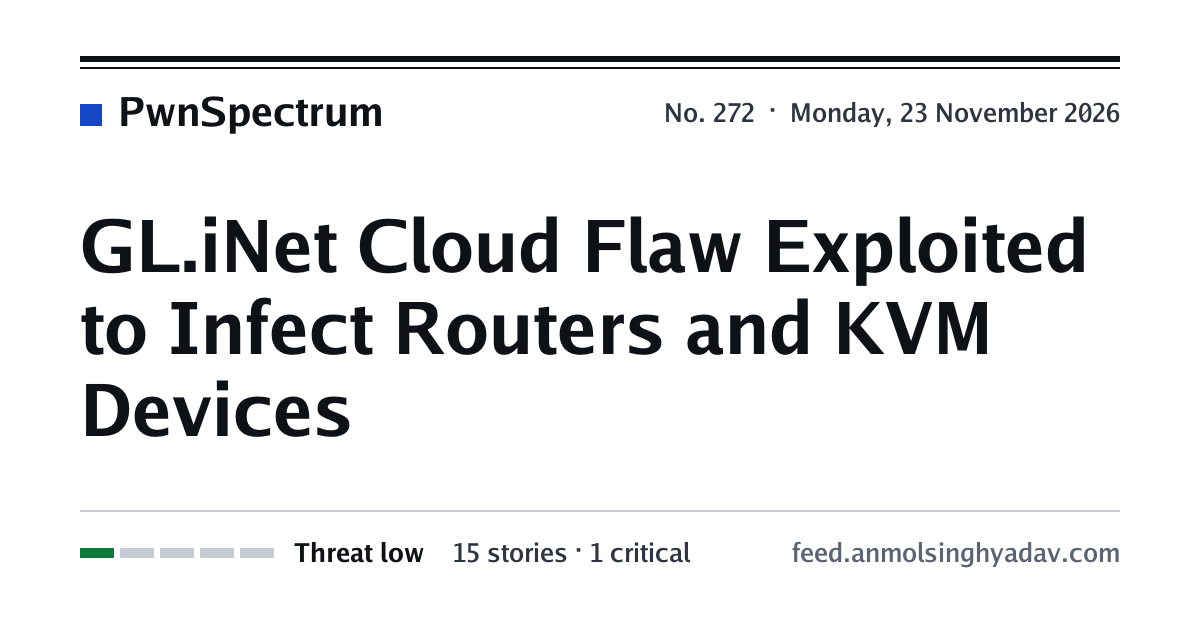 PwnSpectrum
No. 272 · Monday, 23 November 2026
GL.iNet Cloud Flaw Exploited
to Infect Routers and KVM
Devices
Threat low
15 stories · 1 critical
feed.anmolsinghyadav.com